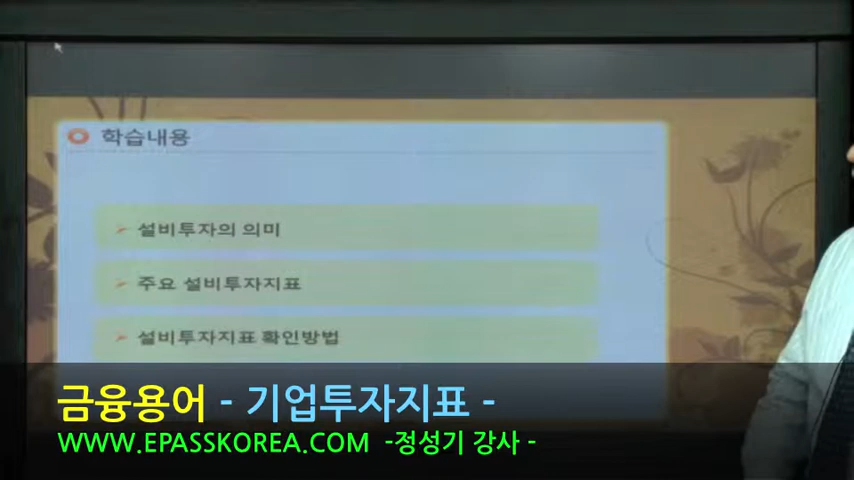 학습내용
설비투자의 의미
주요 설비투자지표
설비투자지표 확인방법
금융용어 - 기업투자지표 -
WWW.EPASSKOREA.COM -정성기 강사 -